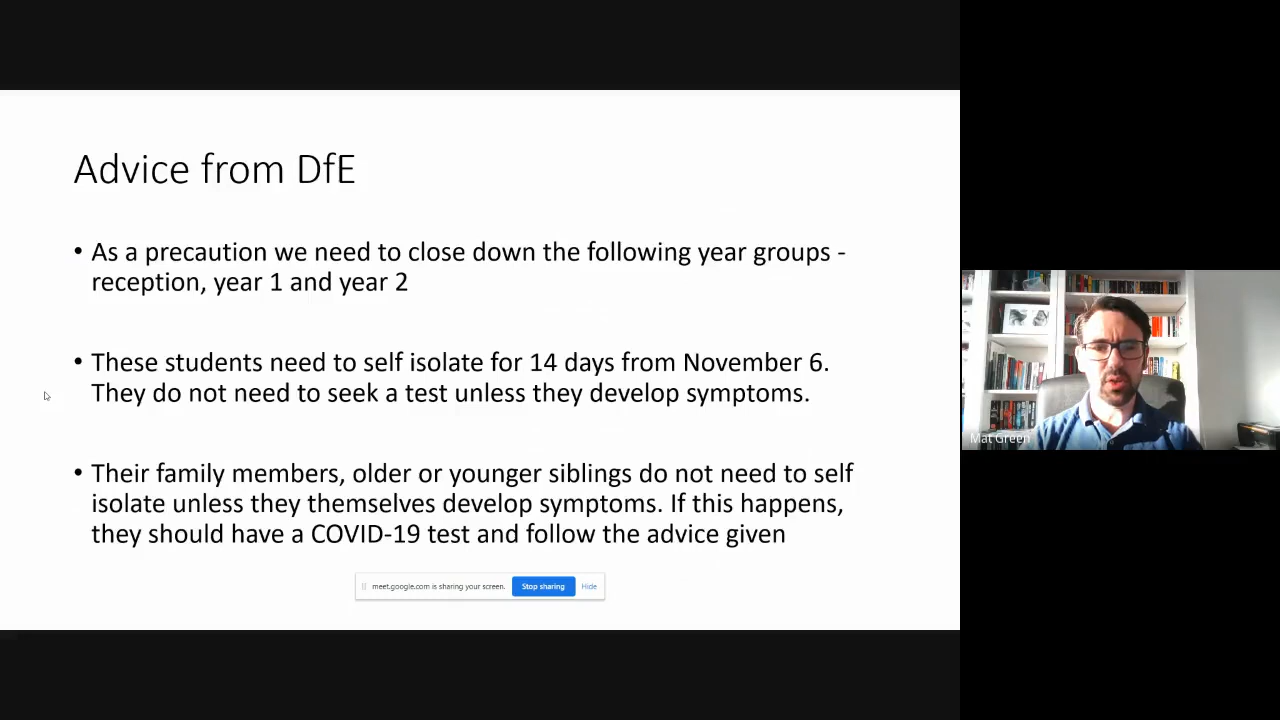 Advice from DfE
• As a precaution we need to close down the following year groups -
reception, year 1 and year 2
• These students need to self isolate for 14 days from November 6.
They do not need to seek a test unless they develop symptoms.
• Their family members, older or younger siblings do not need to self
isolate unless they themselves develop symptoms. If this happens,
they should have a COVID-19 test and follow the advice given
meet.google.com is sharing your screen. Stop sharing Hide
Mat Green